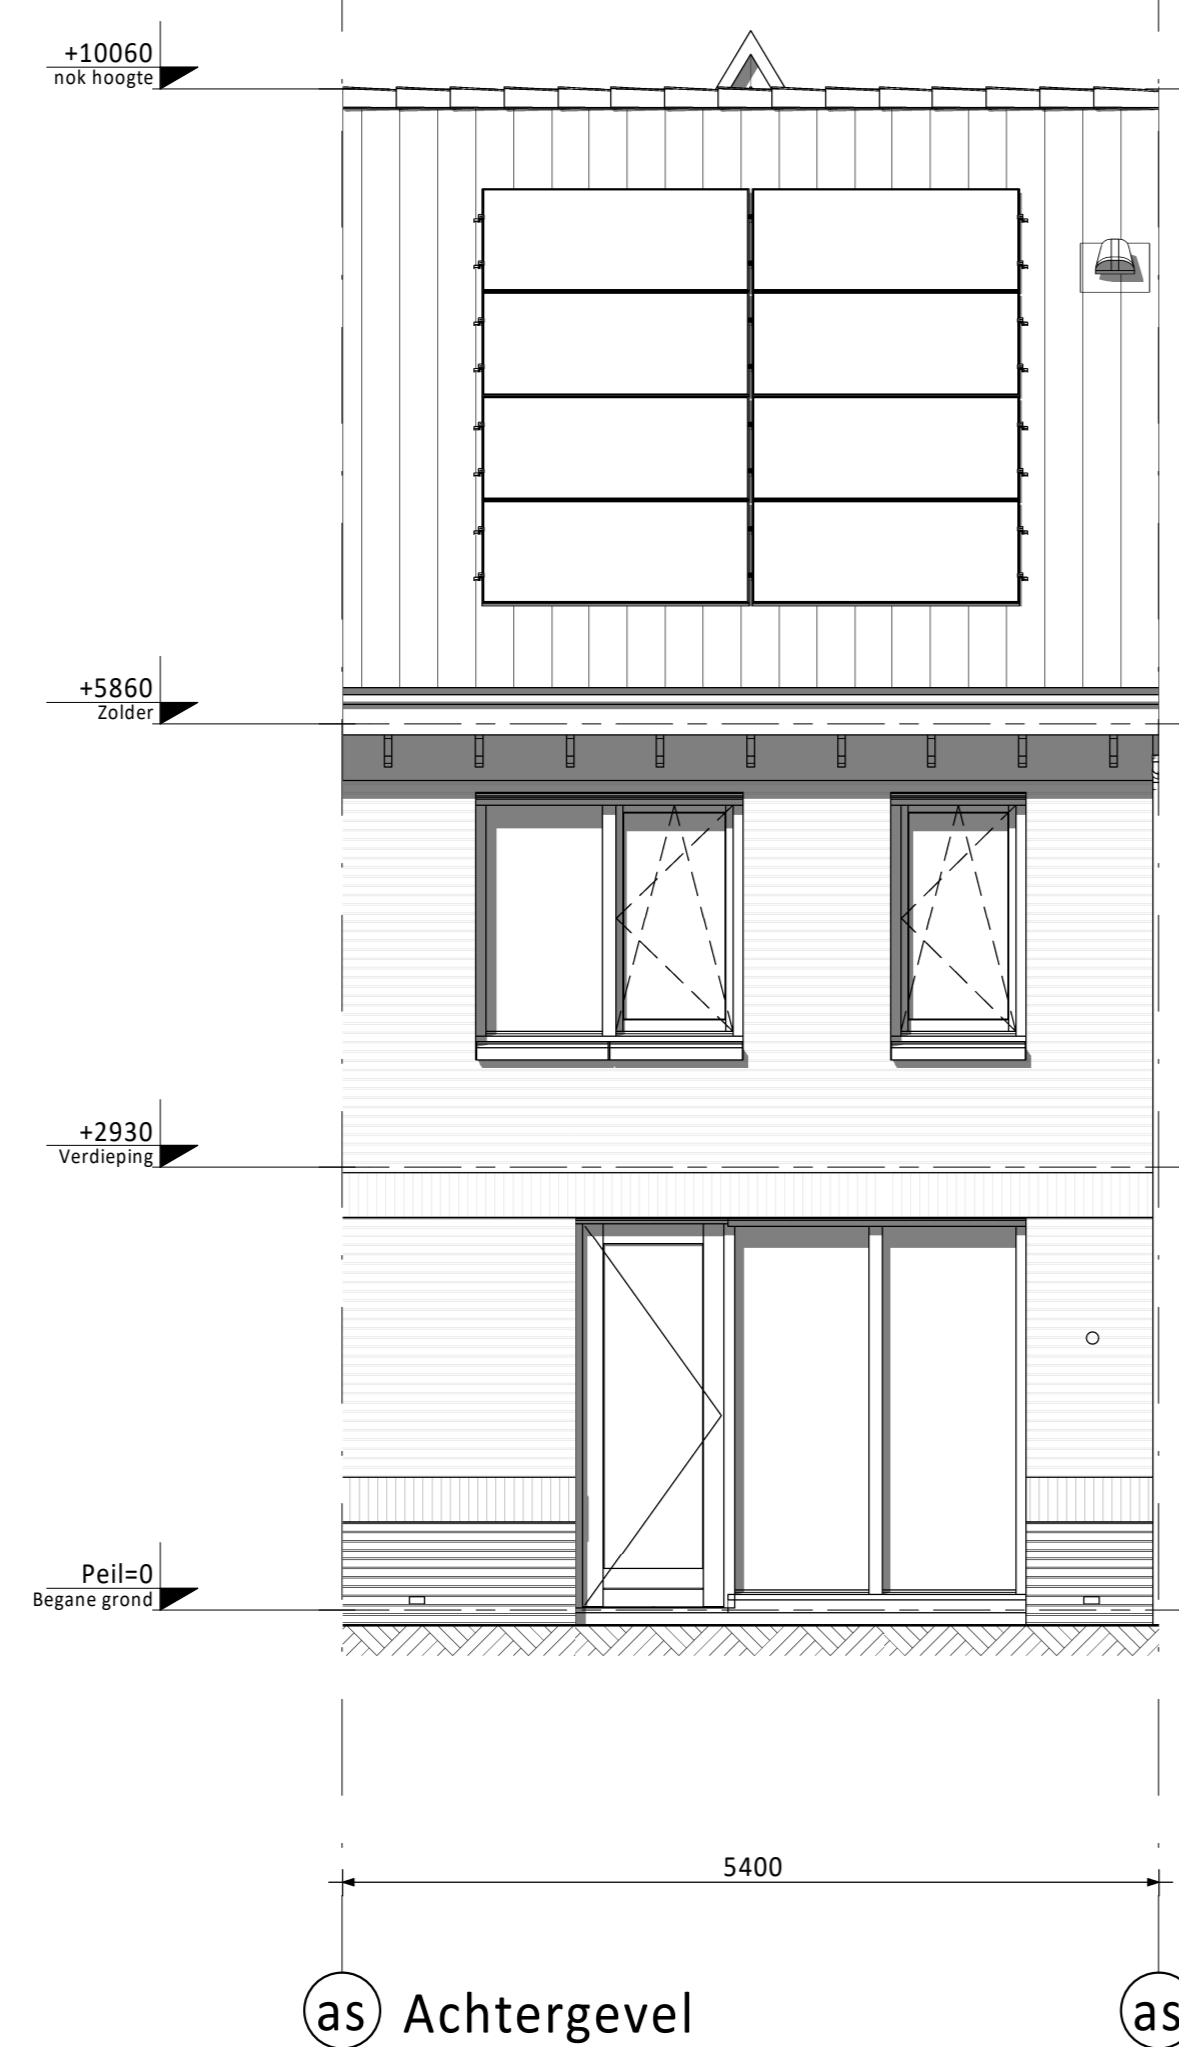 +10060
nok hoogte
+5860
Zolder
+2930
Verdieping
Peil=0
Begane grond
5400
as Achtergevel as